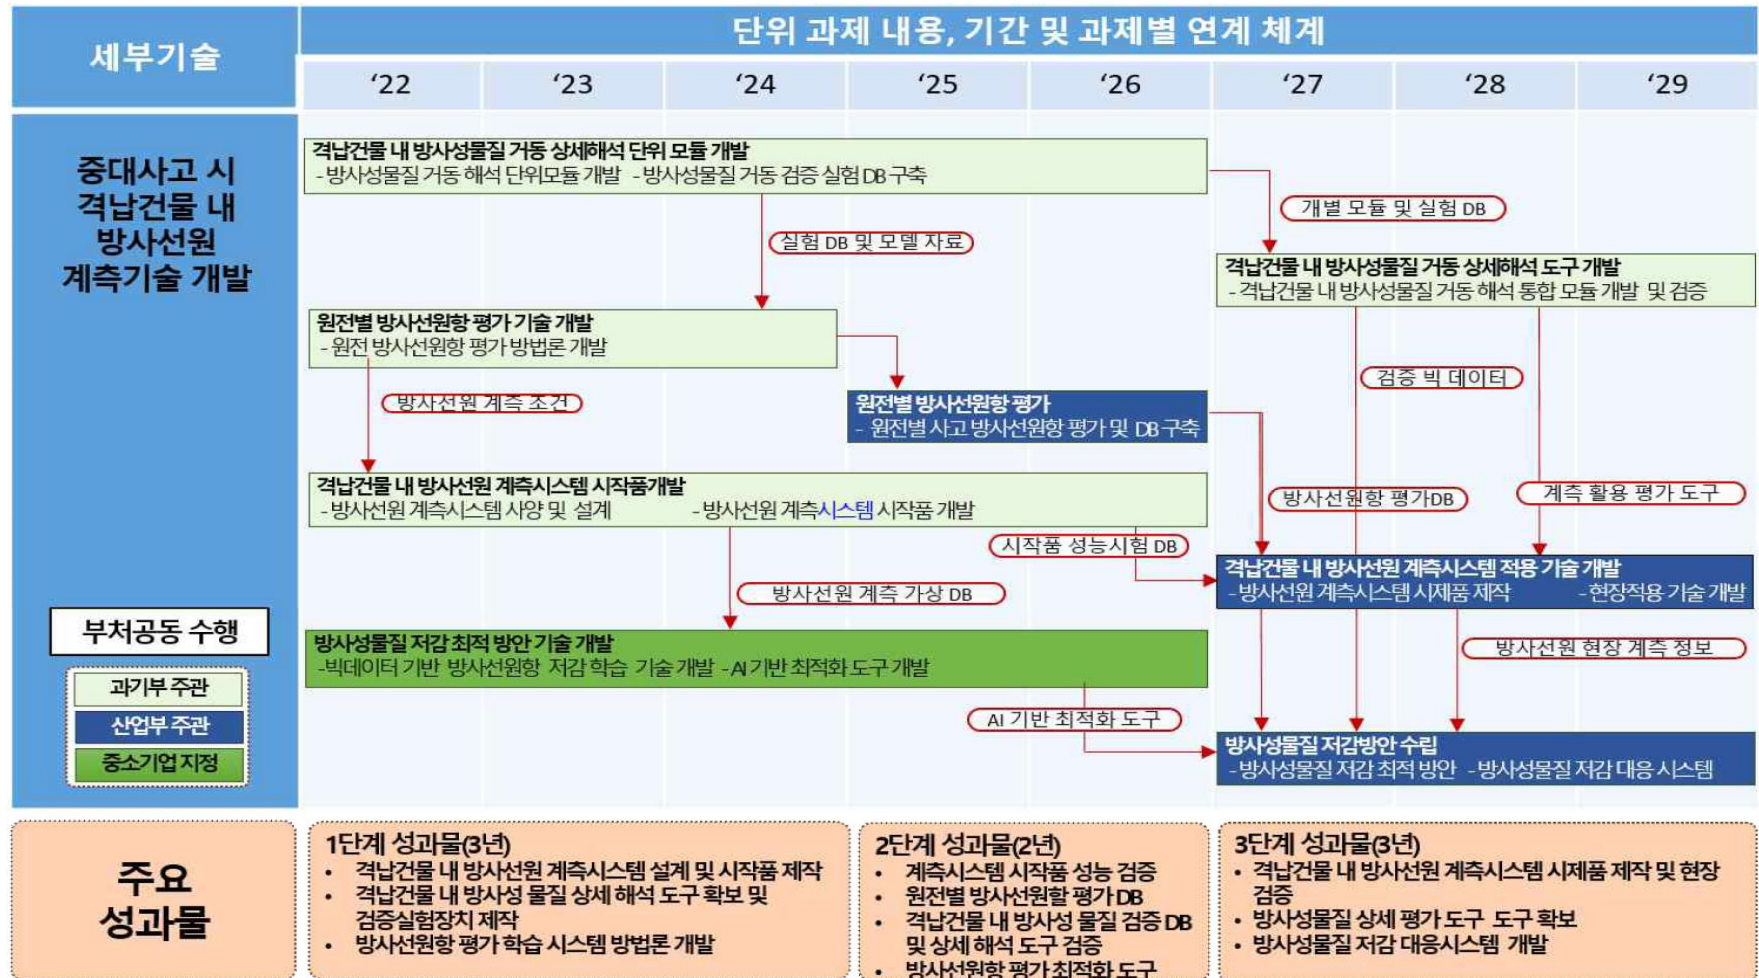 세부기술
단위 과제 내용, 기간 및 과제별 연계 체계
‘22 ‘23 ‘24 ‘25 ‘26 ‘27 ‘28 ‘29
중대사고 시
격납건물 내
방사선원
계측기술 개발
부처공동 수행
과기부 주관
산업부 주관
중소기업 지정
격납건물 내 방사성물질 거동 상세해석 단위 모듈 개발
- 방사성물질 거동 해석 단위모듈 개발 - 방사성물질 거동 검증 실험 DB 구축
개별 모듈 및 실험 DB
실험 DB 및 모델 자료
격납건물 내 방사성물질 거동 상세해석 도구 개발
- 격납건물 내 방사성물질 거동 해석 통합 모듈 개발 및 검증
원전별 방사선원항 평가 기술 개발
- 원전 방사선원항 평가 방법론 개발
검증 빅 데이터
방사선원 계측 조건
원전별 방사선원항 평가
- 원전별 사고 방사선원항 평가 및 DB 구축
격납건물 내 방사선원 계측시스템 시작품개발
- 방사선원 계측시스템 사양 및 설계 - 방사선원 계측시스템 시작품 개발
방사선원항 평가DB
계측 활용 평가 도구
시작품 성능시험 DB
격납건물 내 방사선원 계측시스템 적용 기술 개발
- 방사선원 계측시스템 시제품 제작 - 현장적용 기술 개발
방사선원 계측 가상 DB
방사성물질 저감 최적 방안 기술 개발
-빅데이터 기반 방사선원항 저감 학습 기술 개발 - AI 기반 최적화 도구 개발
방사선원 현장 계측 정보
AI 기반 최적화 도구
방사성물질 저감방안 수립
- 방사성물질 저감 최적 방안 - 방사성물질 저감 대응 시스템
주요
성과물
1단계 성과물(3년)
• 격납건물 내 방사선원 계측시스템 설계 및 시작품 제작
• 격납건물 내 방사성 물질 상세 해석 도구 확보 및
검증실험장치 제작
• 방사선원항 평가 학습 시스템 방법론 개발
2단계 성과물(2년)
• 계측시스템 시작품 성능 검증
• 원전별 방사선원할 평가 DB
• 격납건물 내 방사성 물질 검증 DB
및 상세 해석 도구 검증
• 방사선원항 평가 최적화 도구
3단계 성과물(3년)
• 격납건물 내 방사선원 계측시스템 시제품 제작 및 현장
검증
• 방사성물질 상세 평가 도구 도구 확보
• 방사성물질 저감 대응시스템 개발